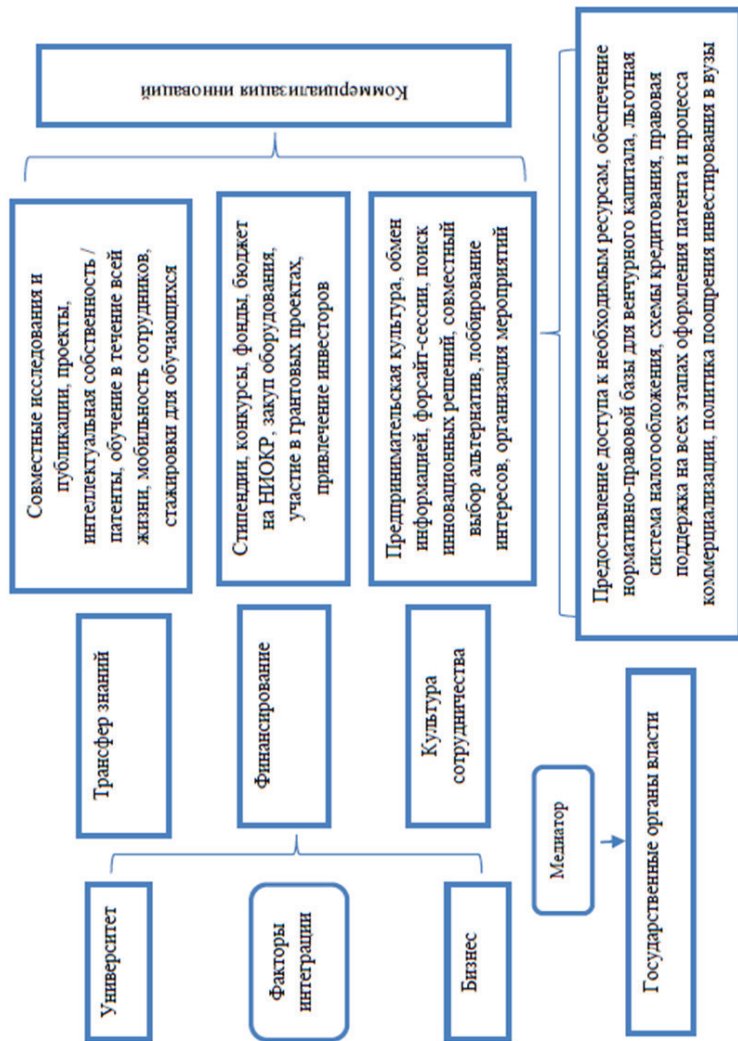 Университет
Факторы
интеграции
Бизнес
Трансфер знаний
Финансирование
Культура
сотрудничества
Совместные исследования и
публикации, проекты,
интеллектуальная собственность /
патенты, обучение в течение всей
жизни, мобильность сотрудников,
стажировки для обучающихся
Стипендии, конкурсы, фонды, бюджет
на НИОКР, закуп оборудования,
участие в грантовых проектах,
привлечение инвесторов
Предпринимательская культура, обмен
информацией, форсайт-сессии, поиск
инновационных решений, совместный
выбор альтернатив, лоббирование
интересов, организация мероприятий
Коммерциализация инноваций
Медиатор
Государственные органы власти
Предоставление доступа к необходимым ресурсам, обеспечение
нормативно-правовой базы для венчурного капитала, льготная
система налогообложения, схемы кредитования, правовая
поддержка на всех этапах оформления патента и процесса
коммерциализации, политика поощрения инвестирования в вузы